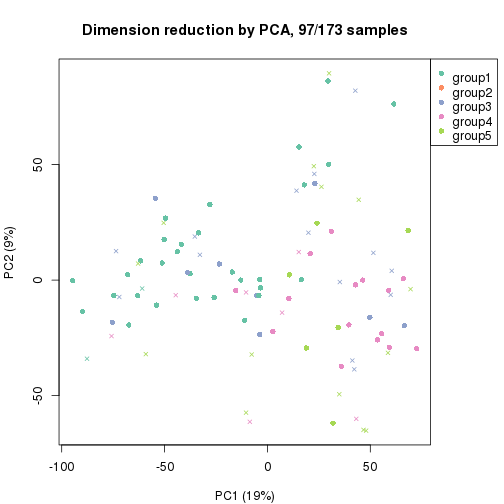 Dimension reduction by PCA, 97/173 samples
group1
group2
group3
group4
group5
PC2 (9%)
50
0
-50
-100
-50
0
50
PC1 (19%)